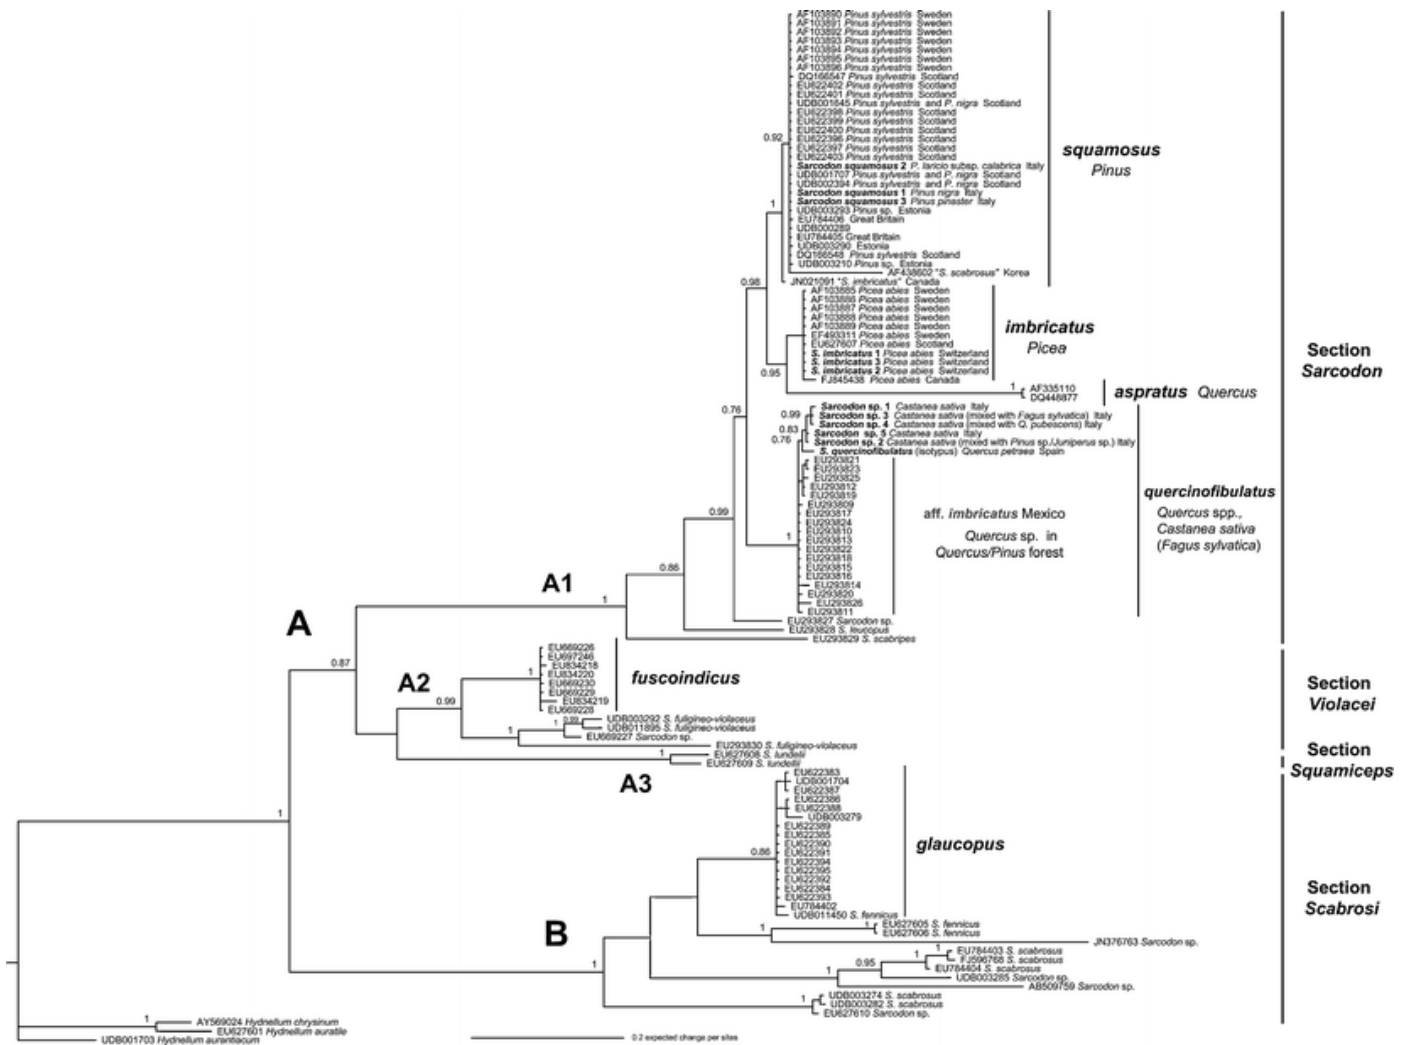 AF103890 Pinus sylvestris Sweden
AF103891 Pinus sylvestris Sweden
AF103892 Pinus sylvestris Sweden
AF103893 Pinus sylvestris Sweden
AF103894 Pinus sylvestris Sweden
AF103895 Pinus sylvestris Sweden
AF103896 Pinus sylvestris Sweden
DQ166547 Pinus sylvestris Scotland
EU622402 Pinus sylvestris Scotland
EU622401 Pinus sylvestris Scotland
UDB001645 Pinus sylvestris and P. nigra Scotland
EU622398 Pinus sylvestris Scotland
EU622399 Pinus sylvestris Scotland
EU622400 Pinus sylvestris Scotland
EU622396 Pinus sylvestris Scotland
EU622397 Pinus sylvestris Scotland
EU622403 Pinus sylvestris Scotland
Sarcodon squamosus 2 P. laricio subsp. calabrica Italy
UDB001707 Pinus sylvestris and P. nigra Scotland
UDB002394 Pinus sylvestris and P. nigra Scotland
Sarcodon squamosus 1 Pinus nigra Italy
Sarcodon squamosus 3 Pinus pinaster Italy
UDB003293 Pinus sp. Estonia
EU784406 Great Britain
UDB000289
EU784405 Great Britain
UDB003290 Estonia
DQ166548 Pinus sylvestris Scotland
UDB003210 Pinus sp. Estonia
AF438602 "S. scabrosus" Korea
JN021091 "S. imbricatus" Canada
0.92
1
0.98
squamosus
Pinus
AF103885 Picea abies Sweden
AF103886 Picea abies Sweden
AF103887 Picea abies Sweden
AF103888 Picea abies Sweden
AF103889 Picea abies Sweden
EF493311 Picea abies Sweden
EU627607 Picea abies Scotland
S. imbricatus 1 Picea abies Switzerland
S. imbricatus 3 Picea abies Switzerland
S. imbricatus 2 Picea abies Switzerland
FJ845438 Picea abies Canada
0.95
imbricatus
Picea
1
AF335110
DQ448877
aspratus Quercus
Section
Sarcodon
0.76
Sarcodon sp. 1 Castanea sativa Italy
Sarcodon sp. 3 Castanea sativa (mixed with Fagus sylvatica) Italy
Sarcodon sp. 4 Castanea sativa (mixed with Q. pubescens) Italy
Sarcodon sp. 5 Castanea sativa Italy
Sarcodon sp. 2 Castanea sativa (mixed with Pinus sp./Juniperus sp.) Italy
S. quercinofibulatus (isotypus) Quercus petraea Spain
0.99
0.83
0.76
EU293821
EU293823
EU293825
EU293812
EU293819
EU293809
EU293817
EU293824
EU293810
EU293813
EU293822
EU293818
EU293815
EU293816
EU293814
EU293820
EU293826
EU293811
1
aff. imbricatus Mexico
Quercus sp. in
Quercus/Pinus forest
quercinofibulatus
Quercus spp.,
Castanea sativa
(Fagus sylvatica)
0.99
0.86
1
A1
EU293827 Sarcodon sp.
EU293828 S. leucopus
EU293829 S. scabripes
A
0.87
A2
0.99
1
EU669226
EU697246
EU834218
EU834220
EU669230
EU669229
EU834219
EU669228
fuscoindicus
Section
Violacei
1
1
0.99
UDB003292 S. fuligineo-violaceus
UDB011895 S. fuligineo-violaceus
EU669227 Sarcodon sp.
EU293830 S. fuligineo-violaceus
1
EU627608 S. lundelii
EU627609 S. lundellii
Section
Squamiceps
A3
1
EU622383
UDB001704
EU622387
EU622386
EU622388
UDB003279
EU622389
EU622385
EU622390
EU622391
EU622394
EU622395
EU622392
EU622384
EU622393
EU784402
UDB011450 S. fennicus
0.86
glaucopus
Section
Scabrosi
B
1
1
1
EU627605 S. fennicus
EU627606 S. fennicus
JN376763 Sarcodon sp.
1
0.95
1
1
EU784403 S. scabrosus
FJ596768 S. scabrosus
EU784404 S. scabrosus
UDB003285 Sarcodon sp.
AB509759 Sarcodon sp.
1
UDB003274 S. scabrosus
UDB003282 S. scabrosus
EU627610 Sarcodon sp.
1
AY569024 Hydnellum chrysinum
EU627601 Hydnellum auratile
UDB001703 Hydnellum aurantiacum
0.2 expected change per sites